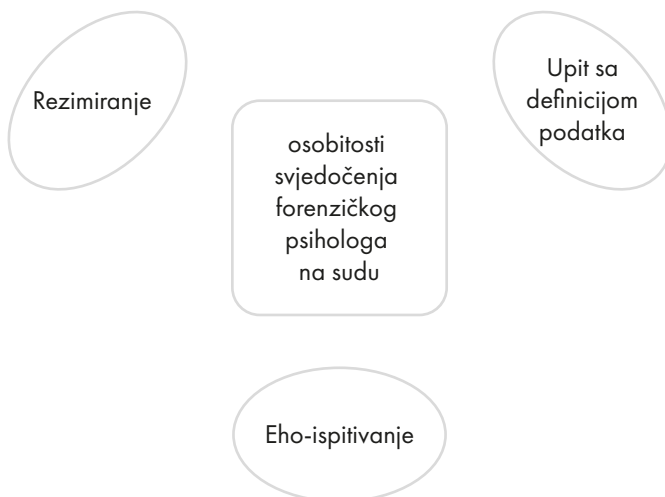 Rezimiranje
Upit sa
definicijom
podatka
osobitosti
svjedočenja
forenzičkog
psihologa
na sudu
Eho-ispitivanje